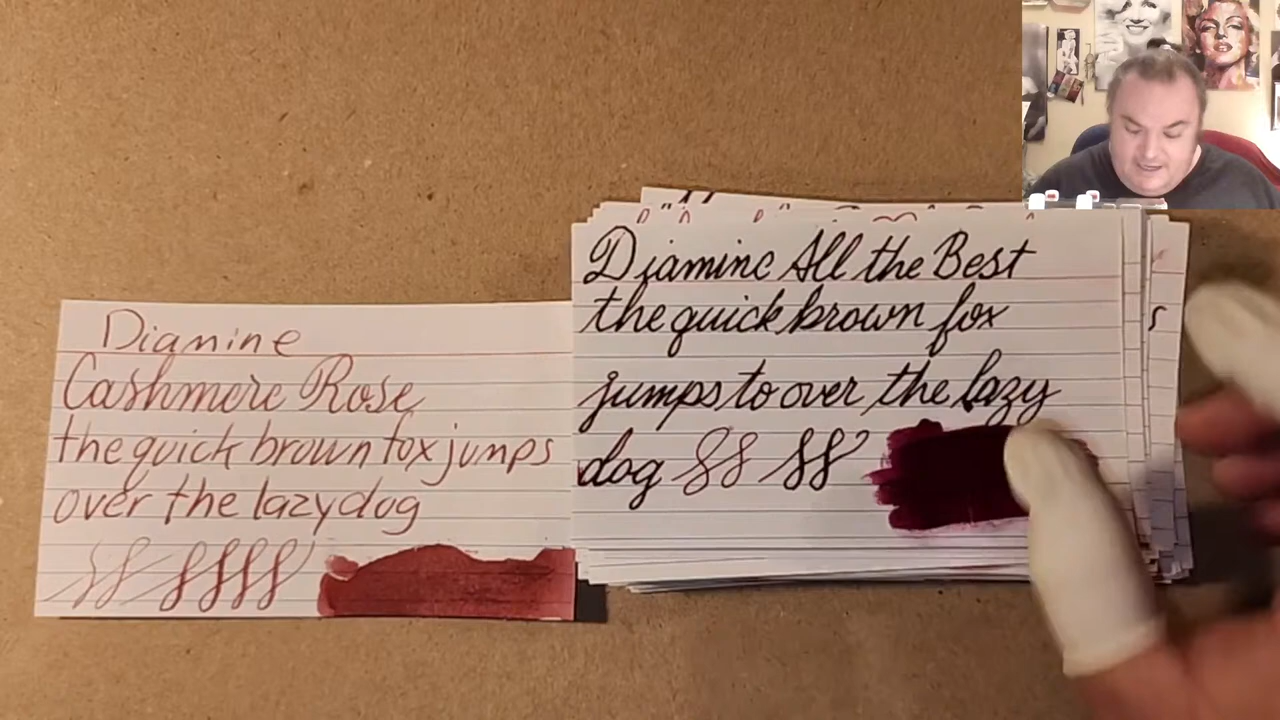 Diamine
Cashmere Rose
the quick brown fox jumps
over the lazy dog
Diamine All the Best
the quick brown fox
jumps to over the lazy
dog